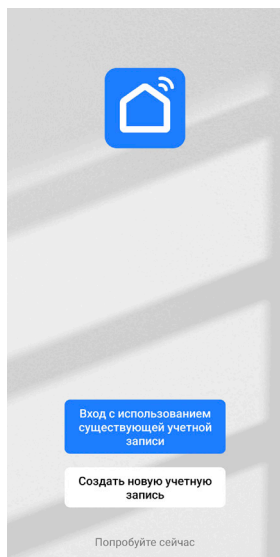 Вход с использованием
существующей учетной
записи
Создать новую учетную
запись
Попробуйте сейчас